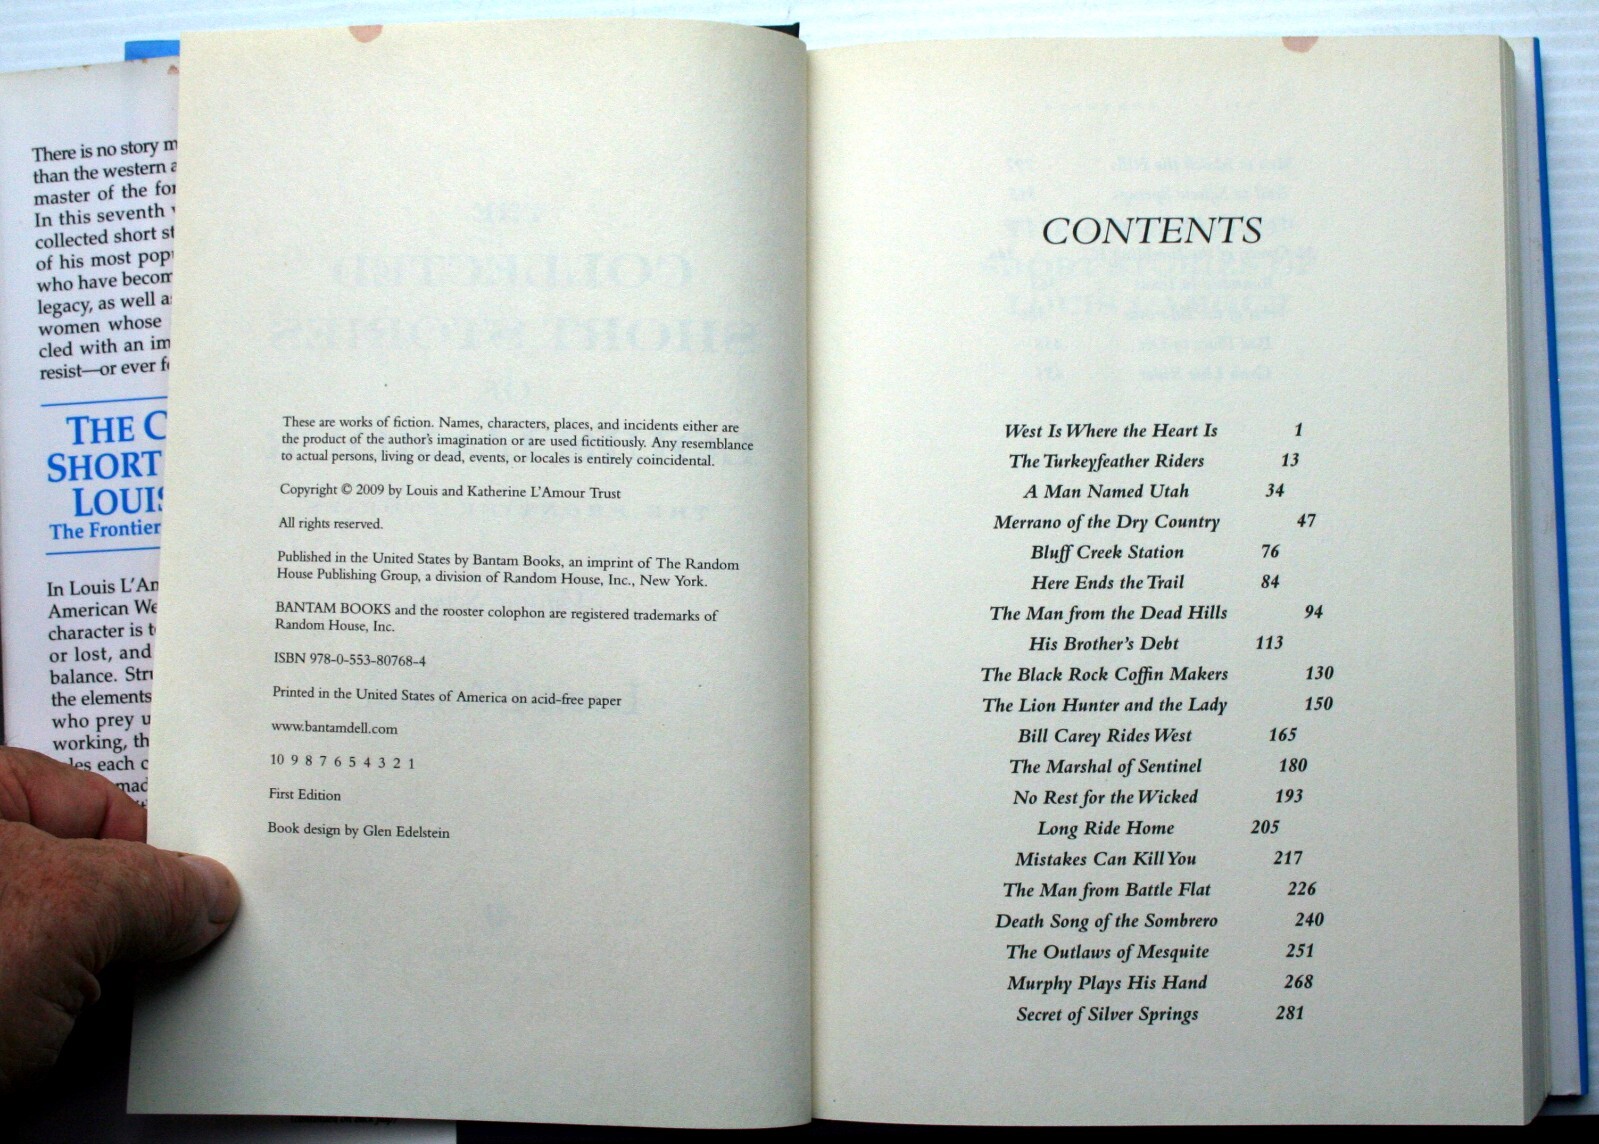 There is no story m
than the western a
master of the for
In this seventh
collected short st
of his most pop
who have becom
legacy, as well a
women whose
cled with an im
resist—or ever f
THE C
SHORT
LOUIS
The Frontier
In Louis L'Am
American We
character is t
or lost, and
balance. Stru
the elements
who prey u
working, th
les each c
mad
These are works of fiction. Names, characters, places, and incidents either are
the product of the author's imagination or are used fictitiously. Any resemblance
to actual persons, living or dead, events, or locales is entirely coincidental.
Copyright © 2009 by Louis and Katherine L'Amour Trust
All rights reserved.
Published in the United States by Bantam Books, an imprint of The Random
House Publishing Group, a division of Random House, Inc., New York.
BANTAM BOOKS and the rooster colophon are registered trademarks of
Random House, Inc.
ISBN 978-0-553-80768-4
Printed in the United States of America on acid-free paper
www.bantamdell.com
10 9 8 7 6 5 4 3 2 1
First Edition
Book design by Glen Edelstein
CONTENTS
West Is Where the Heart Is 1
The Turkeyfeather Riders 13
A Man Named Utah 34
Merrano of the Dry Country 47
Bluff Creek Station 76
Here Ends the Trail 84
The Man from the Dead Hills 94
His Brother's Debt 113
The Black Rock Coffin Makers 130
The Lion Hunter and the Lady 150
Bill Carey Rides West 165
The Marshal of Sentinel 180
No Rest for the Wicked 193
Long Ride Home 205
Mistakes Can Kill You 217
The Man from Battle Flat 226
Death Song of the Sombrero 240
The Outlaws of Mesquite 251
Murphy Plays His Hand 268
Secret of Silver Springs 281